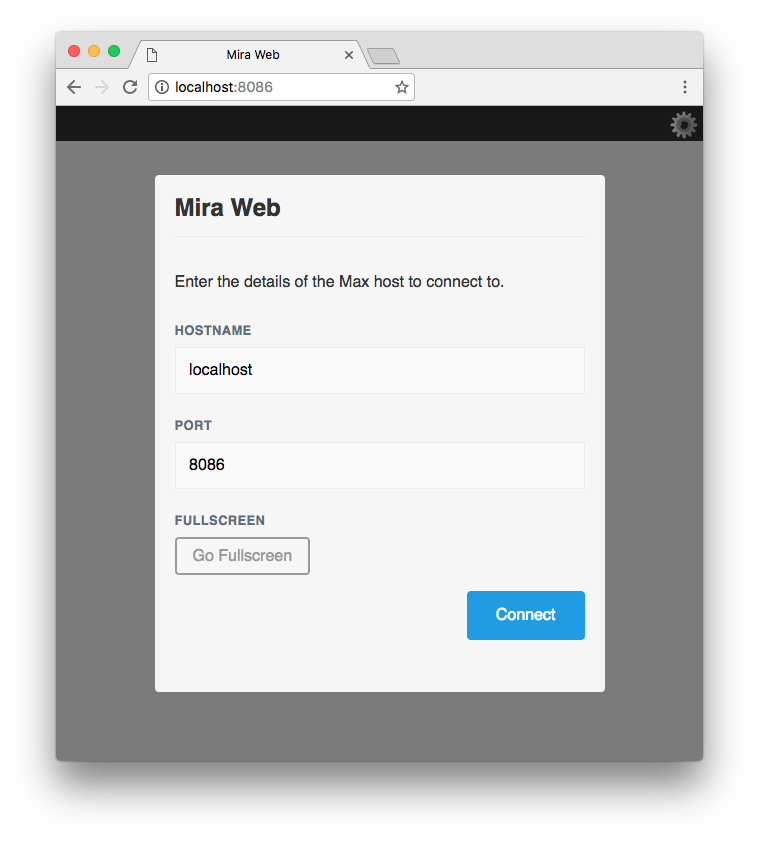 Mira Web
localhost:8086
Mira Web
Enter the details of the Max host to connect to.
HOSTNAME
localhost
PORT
8086
FULLSCREEN
Go Fullscreen
Connect